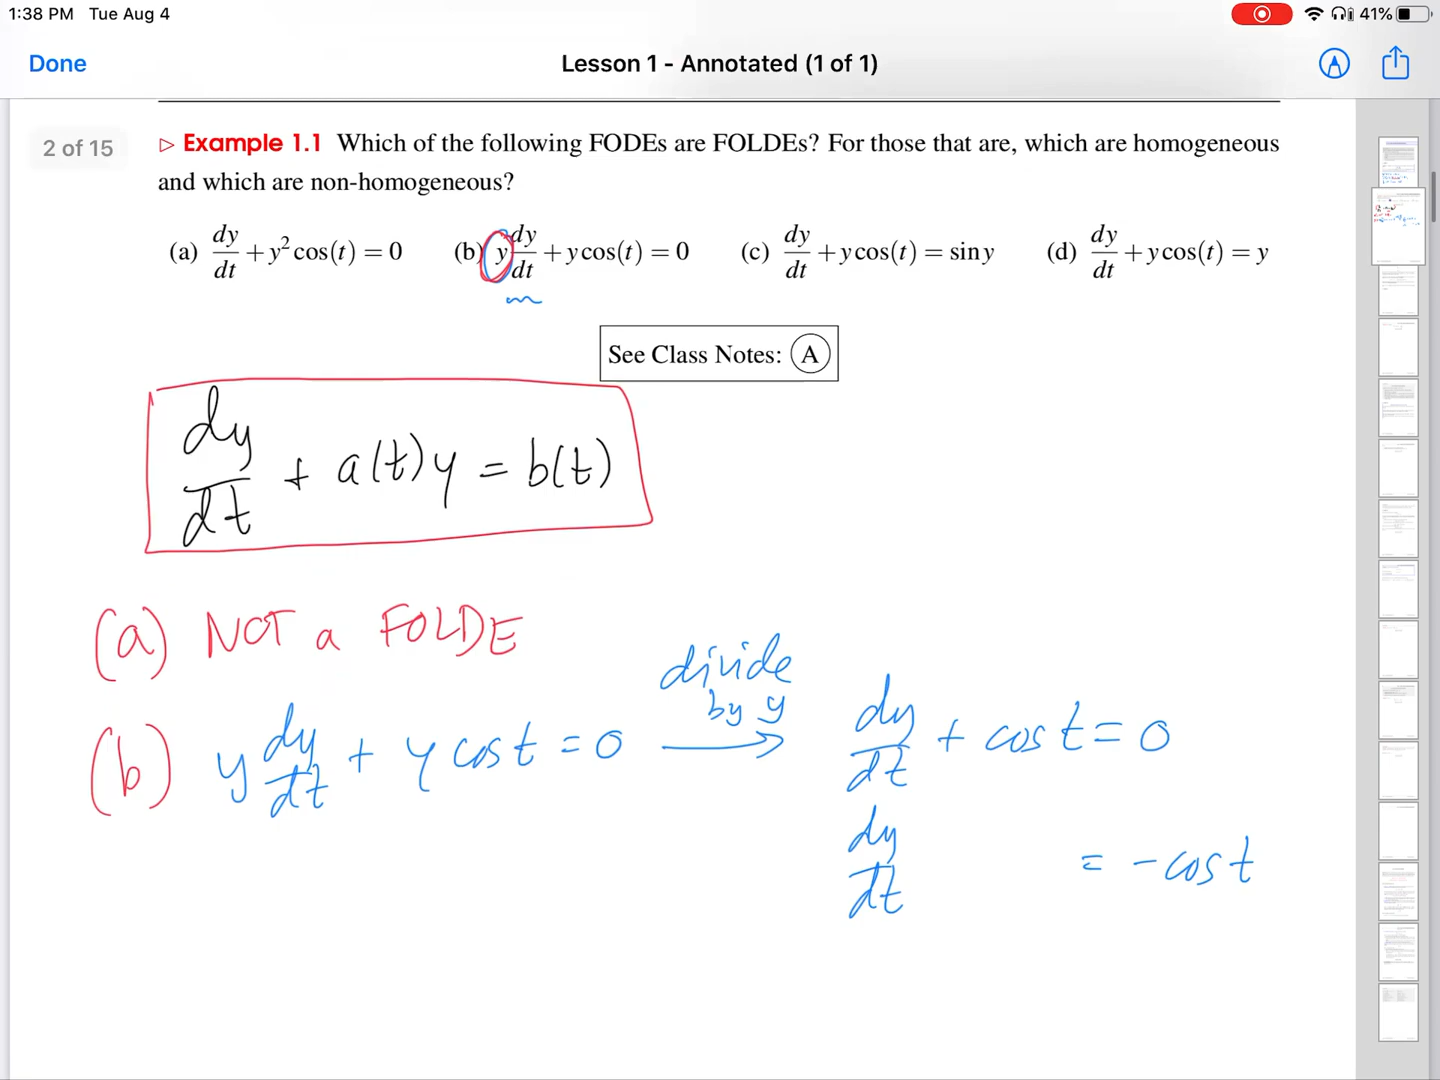 1:38 PM Tue Aug 4
41%
Done
Lesson 1 - Annotated (1 of 1)
2 of 15
▷ Example 1.1 Which of the following FODEs are FOLDEs? For those that are, which are homogeneous
and which are non-homogeneous?
(a) dy/dt + y² cos(t) = 0 (b) y dy/dt + y cos(t) = 0 (c) dy/dt + y cos(t) = sin y (d) dy/dt + y cos(t) = y
See Class Notes: Ⓐ
dy/dt + a(t) y = b(t)
(a) NOT a FOLDE
(b) y dy/dt + y cos t = 0 divide by y → dy/dt + cos t = 0
dy/dt = - cos t